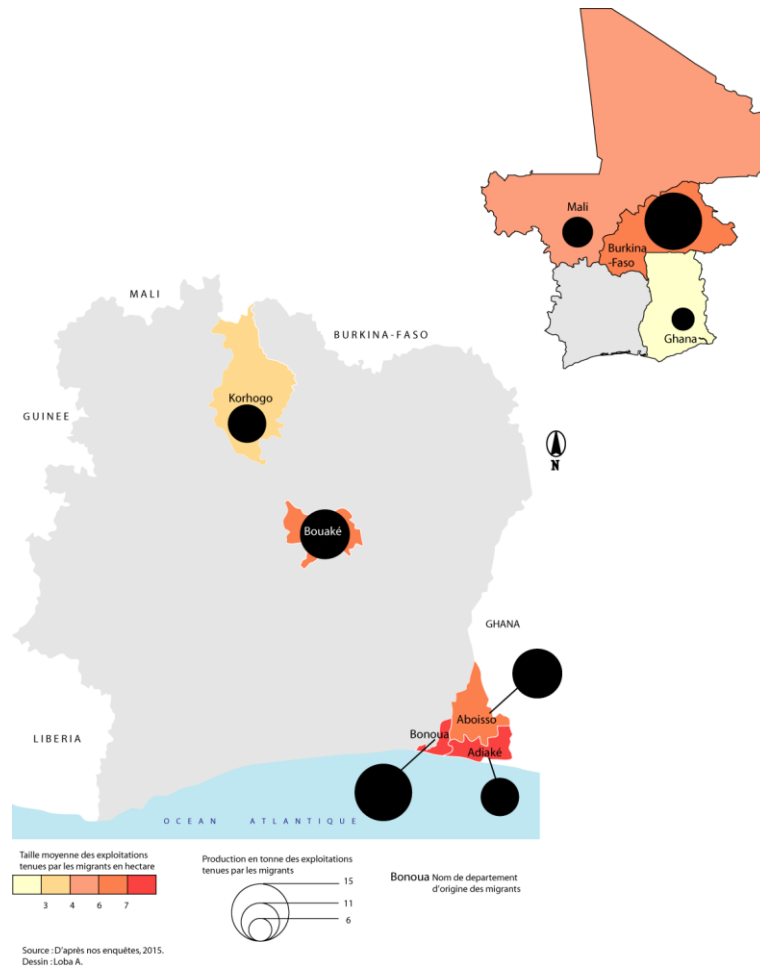 Mali
Burkina
-Faso
Ghana
MALI
BURKINA-FASO
Korhogo
GUINEE
N
Bouaké
GHANA
Aboisso
Bonoua
Adiaké
LIBERIA
OCEAN ATLANTIQUE
Taille moyenne des exploitations
tenues par les migrants en hectare
3 4 6 7
Production en tonne des exploitations
tenues par les migrants
15
11
6
Bonoua Nom de departement
d'origine des migrants
Source : D'après nos enquêtes, 2015.
Dessin : Loba A.